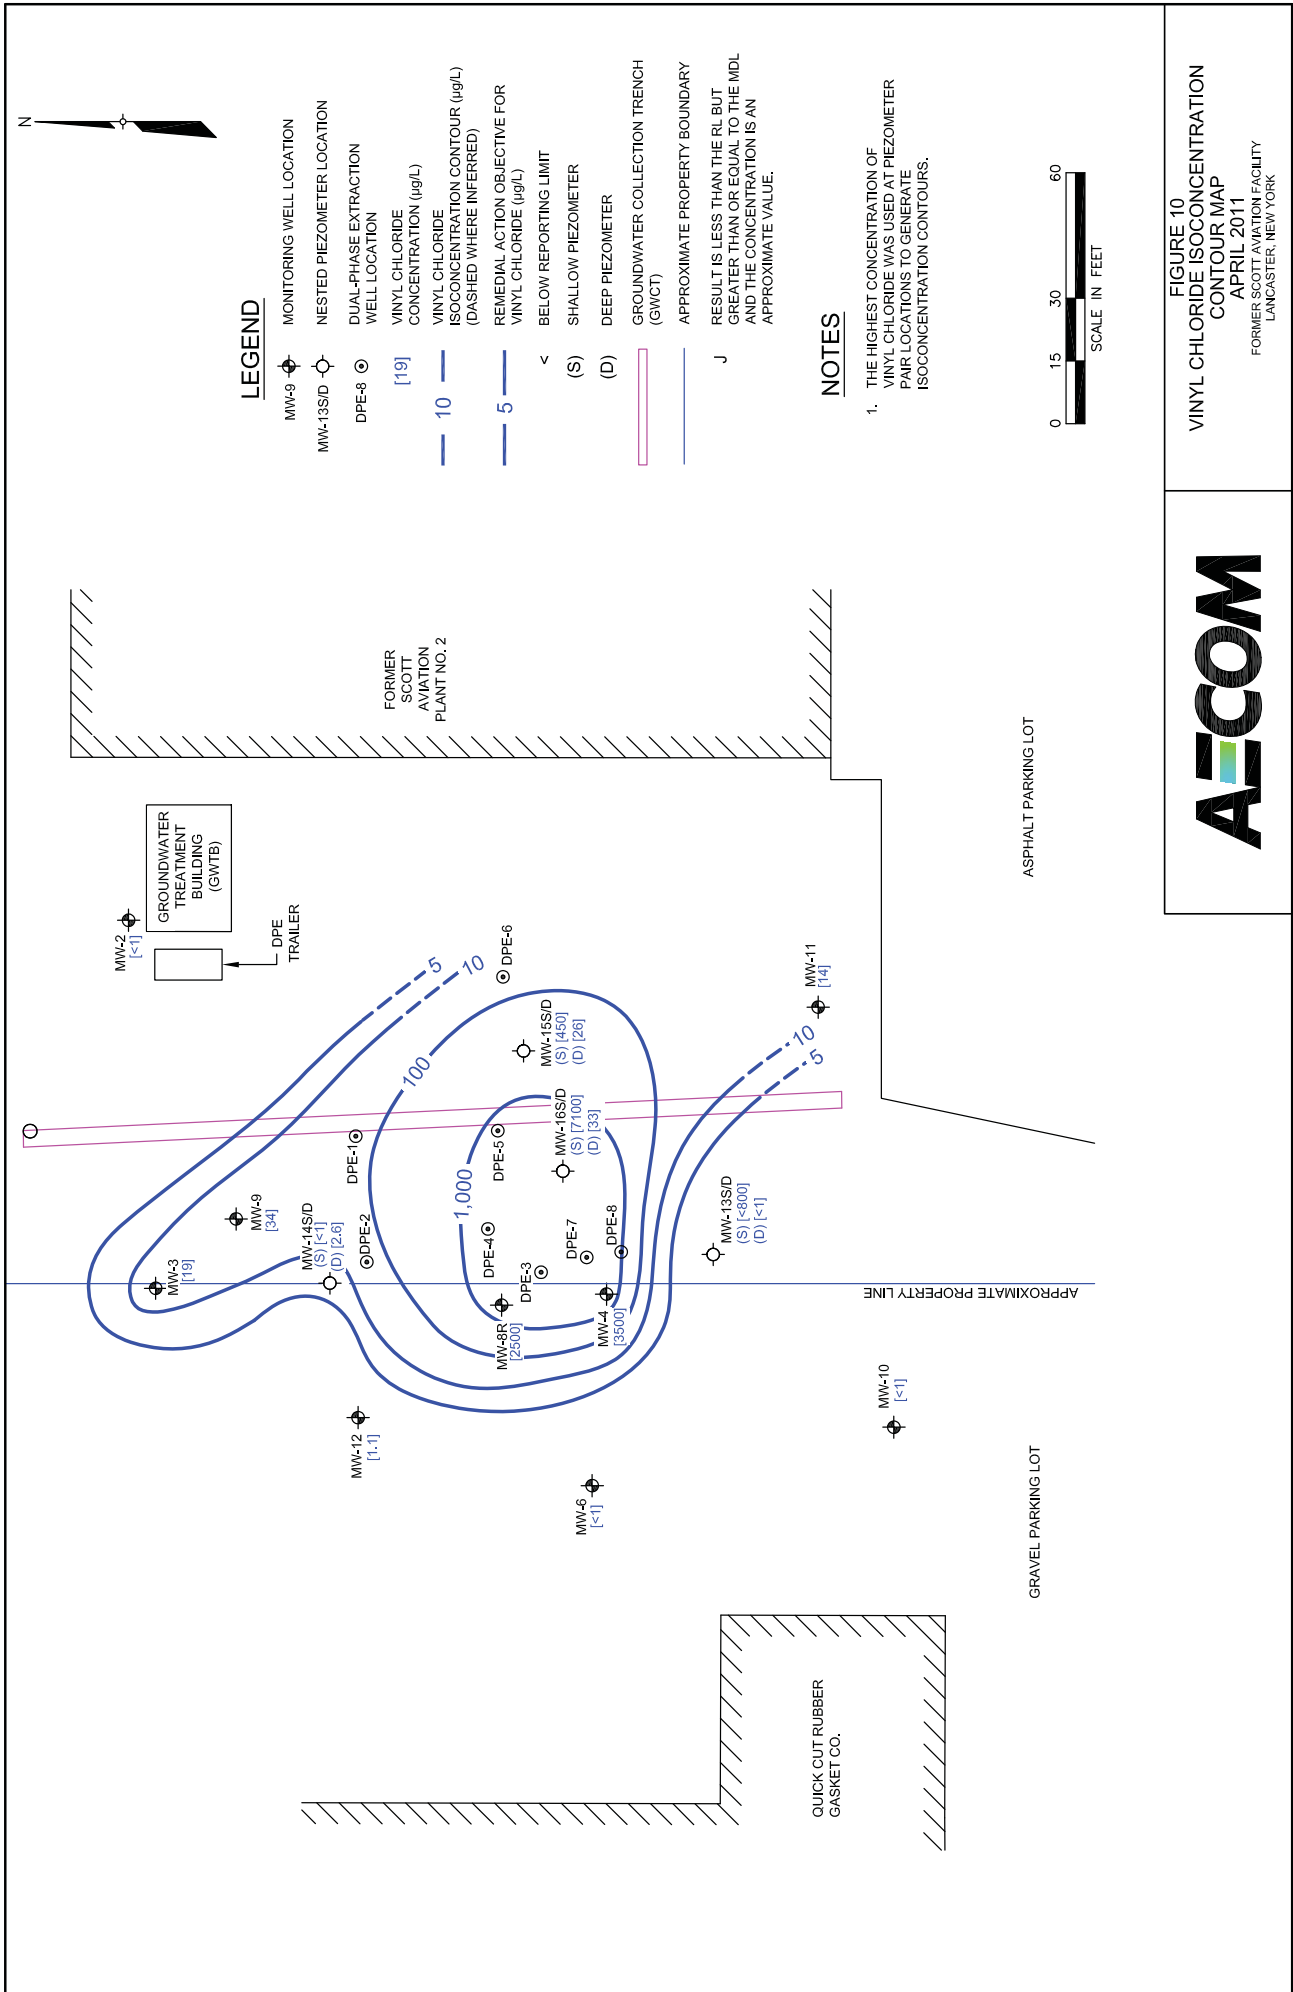 N
LEGEND
MW-9
MONITORING WELL LOCATION
MW-13S/D
NESTED PIEZOMETER LOCATION
DPE-8
DUAL-PHASE EXTRACTION
WELL LOCATION
[19]
VINYL CHLORIDE
CONCENTRATION (µg/L)
10
VINYL CHLORIDE
ISOCONCENTRATION CONTOUR (µg/L)
(DASHED WHERE INFERRED)
5
REMEDIAL ACTION OBJECTIVE FOR
VINYL CHLORIDE (µg/L)
<
BELOW REPORTING LIMIT
(S)
SHALLOW PIEZOMETER
(D)
DEEP PIEZOMETER
GROUNDWATER COLLECTION TRENCH
(GWCT)
APPROXIMATE PROPERTY BOUNDARY
J
RESULT IS LESS THAN THE RL BUT
GREATER THAN OR EQUAL TO THE MDL
AND THE CONCENTRATION IS AN
APPROXIMATE VALUE.
NOTES
1. THE HIGHEST CONCENTRATION OF
VINYL CHLORIDE WAS USED AT PIEZOMETER
PAIR LOCATIONS TO GENERATE
ISOCONCENTRATION CONTOURS.
0 15 30 60
SCALE IN FEET
FIGURE 10
VINYL CHLORIDE ISOCONCENTRATION
CONTOUR MAP
APRIL 2011
FORMER SCOTT AVIATION FACILITY
LANCASTER, NEW YORK
AECOM
FORMER
SCOTT
AVIATION
PLANT NO. 2
GROUNDWATER
TREATMENT
BUILDING
(GWTB)
DPE
TRAILER
MW-2
[<1]
5
10
DPE-6
MW-11
[14]
ASPHALT PARKING LOT
100
MW-15S/D
(S) [450]
(D) [26]
10
5
DPE-1
DPE-5
MW-16S/D
(S) [7100]
(D) [33]
1,000
MW-9
[34]
MW-3
[19]
MW-14S/D
(S) [<1]
(D) [2.6]
DPE-2
DPE-4
DPE-3
DPE-7
DPE-8
MW-13S/D
(S) [<800]
(D) [<1]
MW-8R
[2500]
MW-4
[3500]
APPROXIMATE PROPERTY LINE
MW-12
[1.1]
MW-6
[<1]
MW-10
[<1]
GRAVEL PARKING LOT
QUICK CUT RUBBER
GASKET CO.